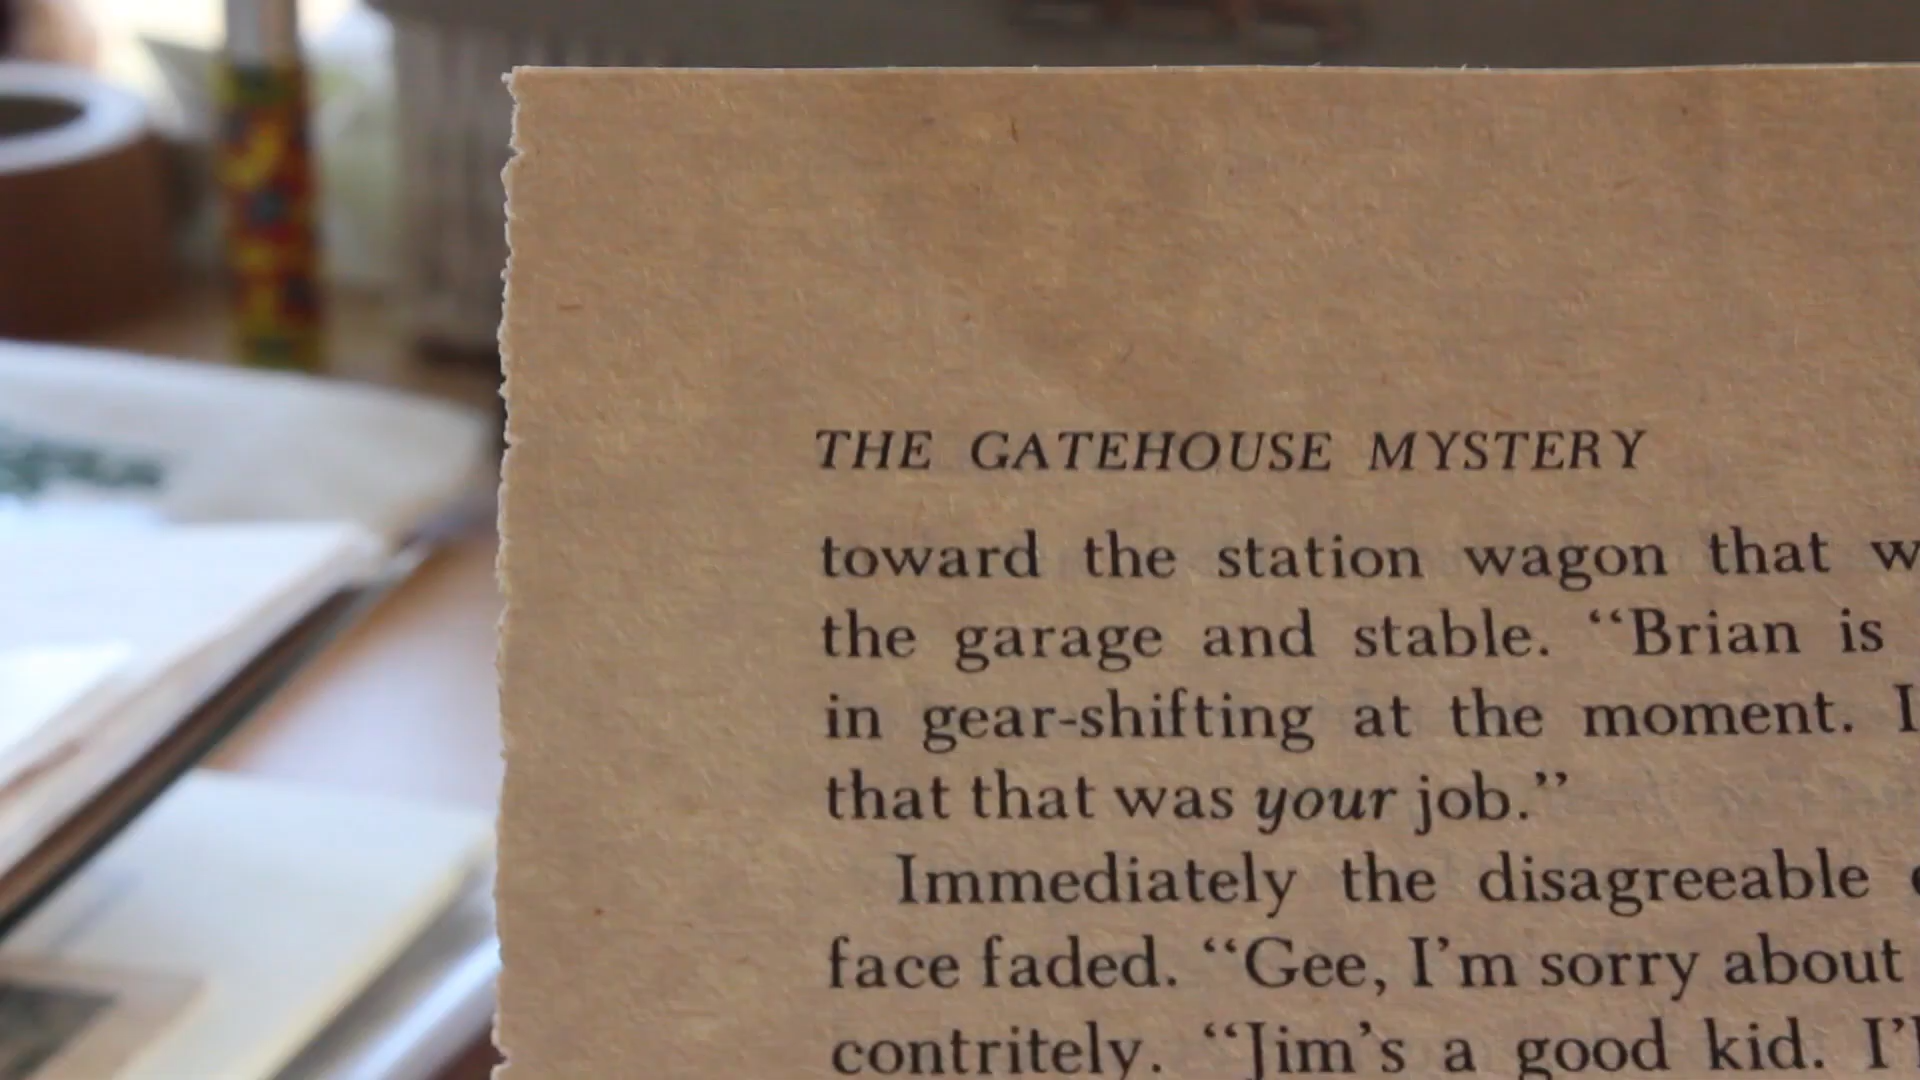 THE GATEHOUSE MYSTERY
toward the station wagon that
the garage and stable. “Brian is
in gear-shifting at the moment.
that that was your job.”
Immediately the disagreeable
face faded. “Gee, I’m sorry about
contritely. “Jim’s a good kid.